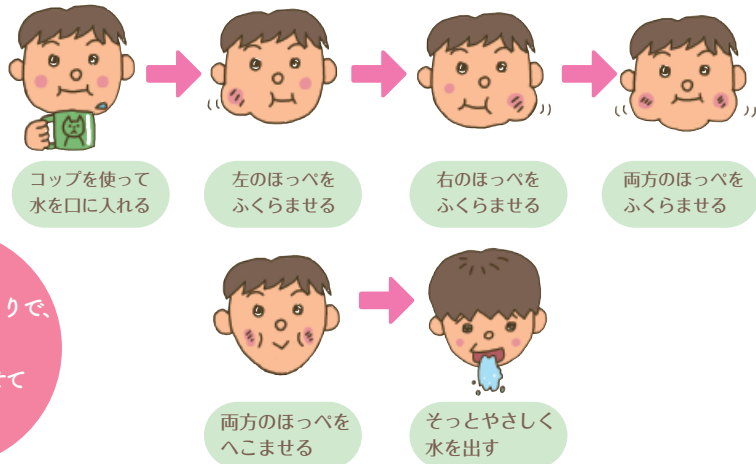 コップを使って
水を口に入れる
左のほっぺを
ふくらませる
右のほっぺを
ふくらませる
両方のほっぺを
ふくらませる
りで、
せて
両方のほっぺを
へこませる
そっとやさしく
水を出す